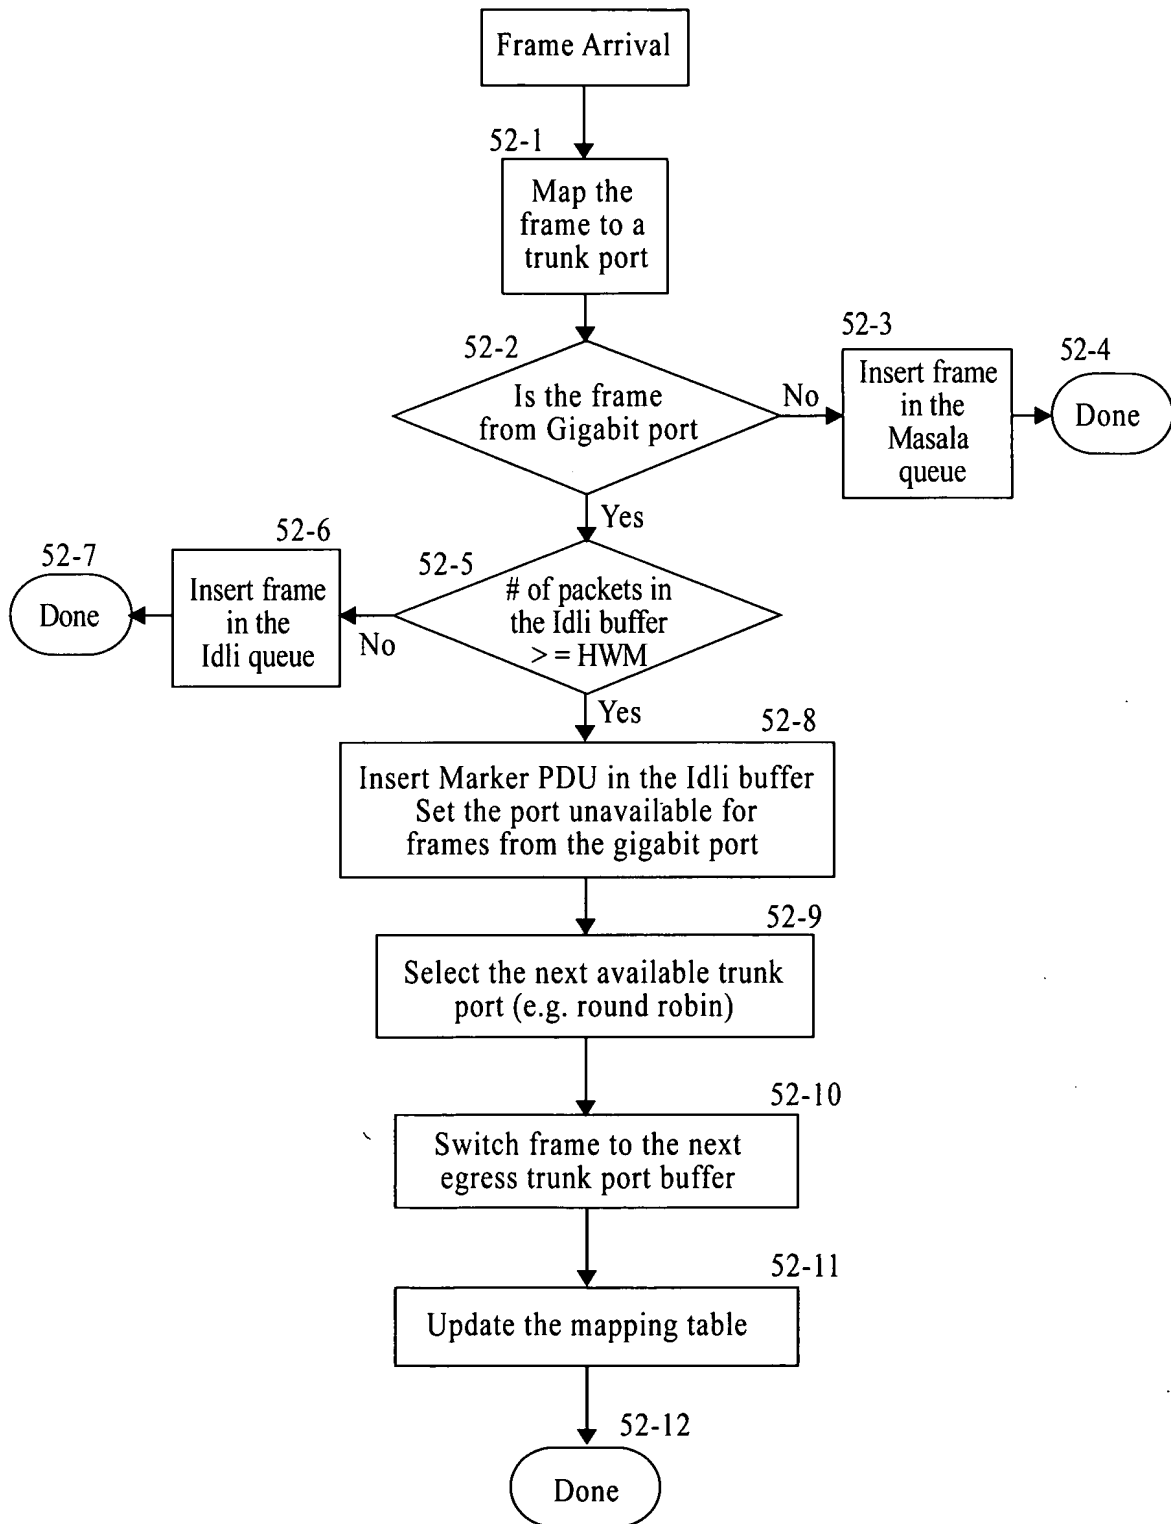 Frame Arrival
52-1
Map the
frame to a
trunk port
52-2
Is the frame
from Gigabit port
No
52-3
Insert frame
in the
Masala
queue
52-4
Done
Yes
52-5
# of packets in
the Idli buffer
> = HWM
No
52-6
Insert frame
in the
Idli queue
52-7
Done
Yes
52-8
Insert Marker PDU in the Idli buffer
Set the port unavailable for
frames from the gigabit port
52-9
Select the next available trunk
port (e.g. round robin)
52-10
Switch frame to the next
egress trunk port buffer
52-11
Update the mapping table
52-12
Done